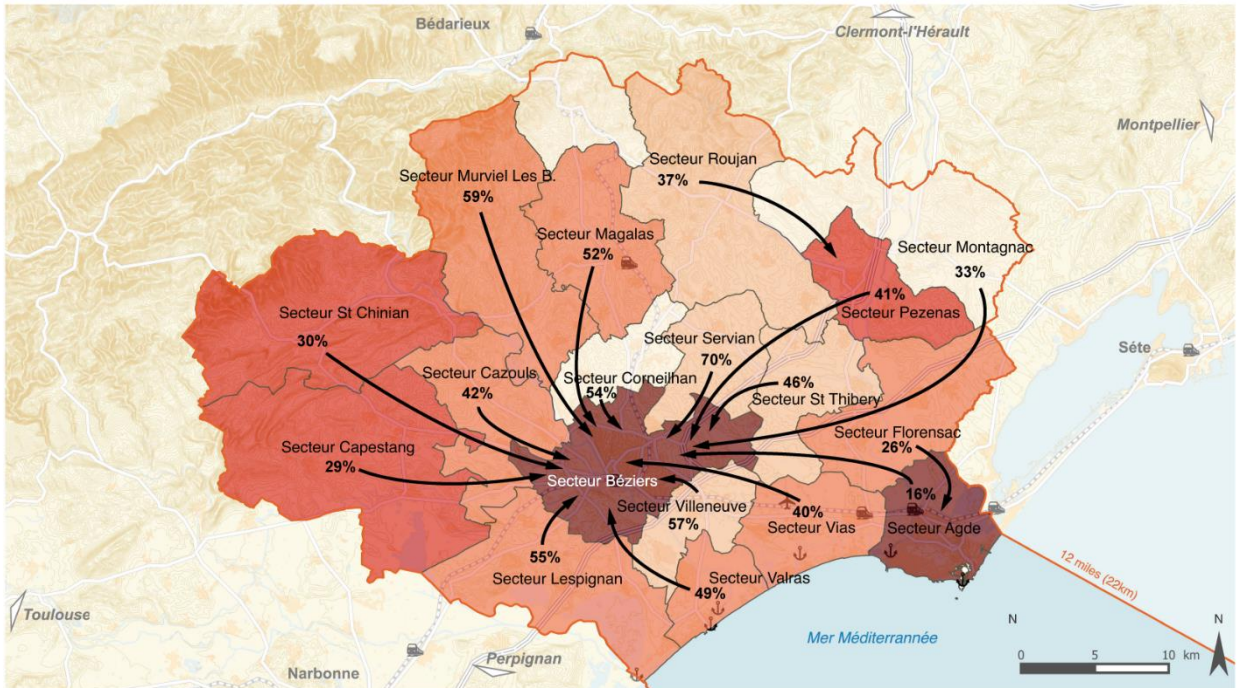 Bédarieux
Clermont-l'Hérault
Montpellier
Secteur Roujan
37%
Secteur Murviel Les B.
59%
Secteur Magalas
52%
Secteur Montagnac
33%
41%
Secteur Pezenas
Secteur St Chinian
30%
Secteur Servian
70%
Séte
Secteur Cazouls
42%
Secteur Corneilhan
54%
46%
Secteur St Thibery
Secteur Capestang
29%
Secteur Florensac
26%
Secteur Béziers
16%
Secteur Villeneuve
57%
40%
Secteur Vias
Secteur Agde
55%
Secteur Lespignan
Secteur Valras
49%
12 miles (22km)
Toulouse
Narbonne
Perpignan
Mer Méditerrannée
N
N
0 5 10 km